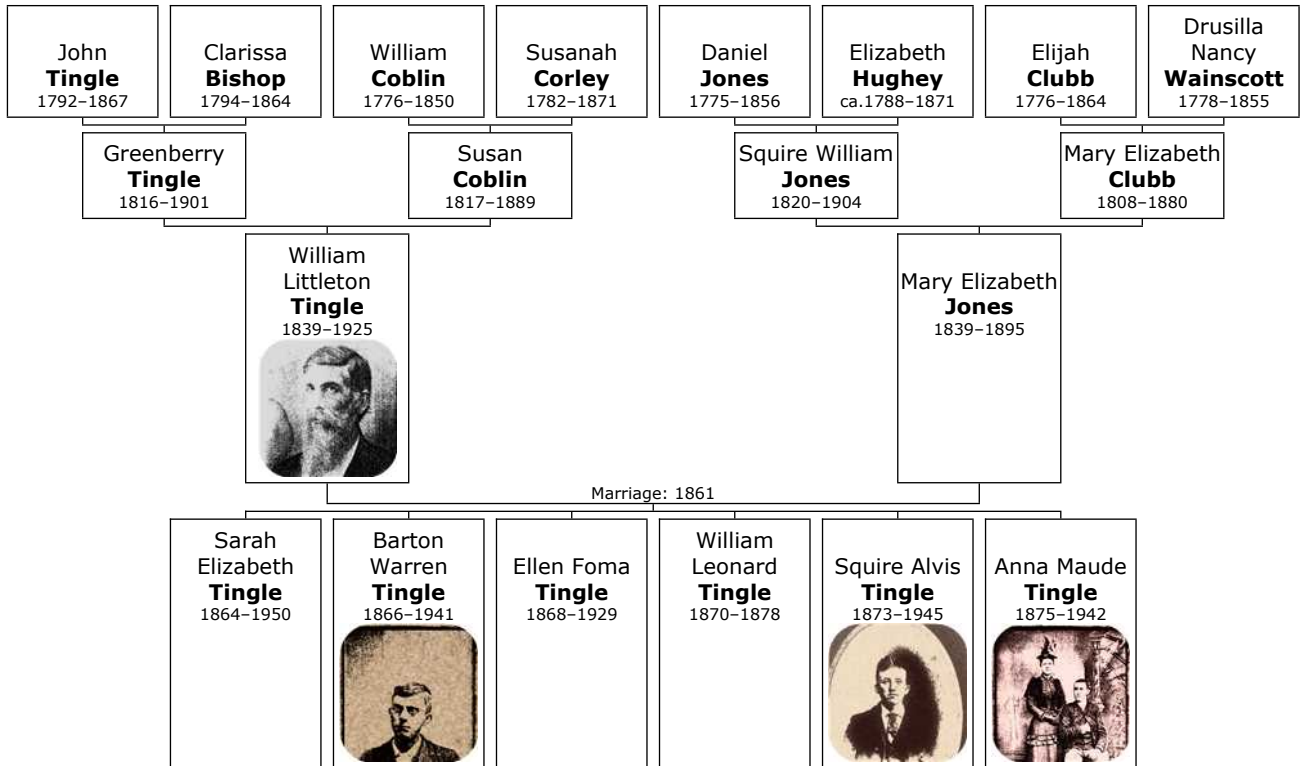 John
Tingle
1792–1867
Clarissa
Bishop
1794–1864
William
Coblin
1776–1850
Susanah
Corley
1782–1871
Daniel
Jones
1775–1856
Elizabeth
Hughey
ca.1788–1871
Elijah
Clubb
1776–1864
Drusilla
Nancy
Wainscott
1778–1855
Greenberry
Tingle
1816–1901
Susan
Coblin
1817–1889
Squire William
Jones
1820–1904
Mary Elizabeth
Clubb
1808–1880
William
Littleton
Tingle
1839–1925
Mary Elizabeth
Jones
1839–1895
Marriage: 1861
Sarah
Elizabeth
Tingle
1864–1950
Barton
Warren
Tingle
1866–1941
Ellen Foma
Tingle
1868–1929
William
Leonard
Tingle
1870–1878
Squire Alvis
Tingle
1873–1945
Anna Maude
Tingle
1875–1942